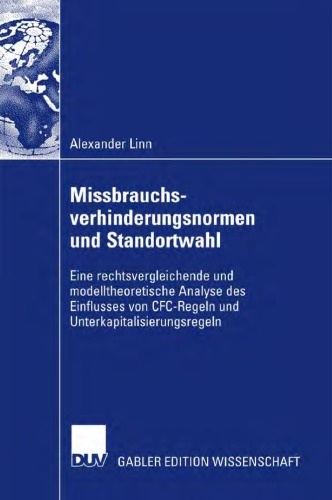 Alexander Linn
Missbrauchs-
verhinderungsnormen
und Standortwahl
Eine rechtsvergleichende und
modelltheoretische Analyse des
Einflusses von CFC-Regeln und
Unterkapitalisierungsregeln
DUV
GABLER EDITION WISSENSCHAFT